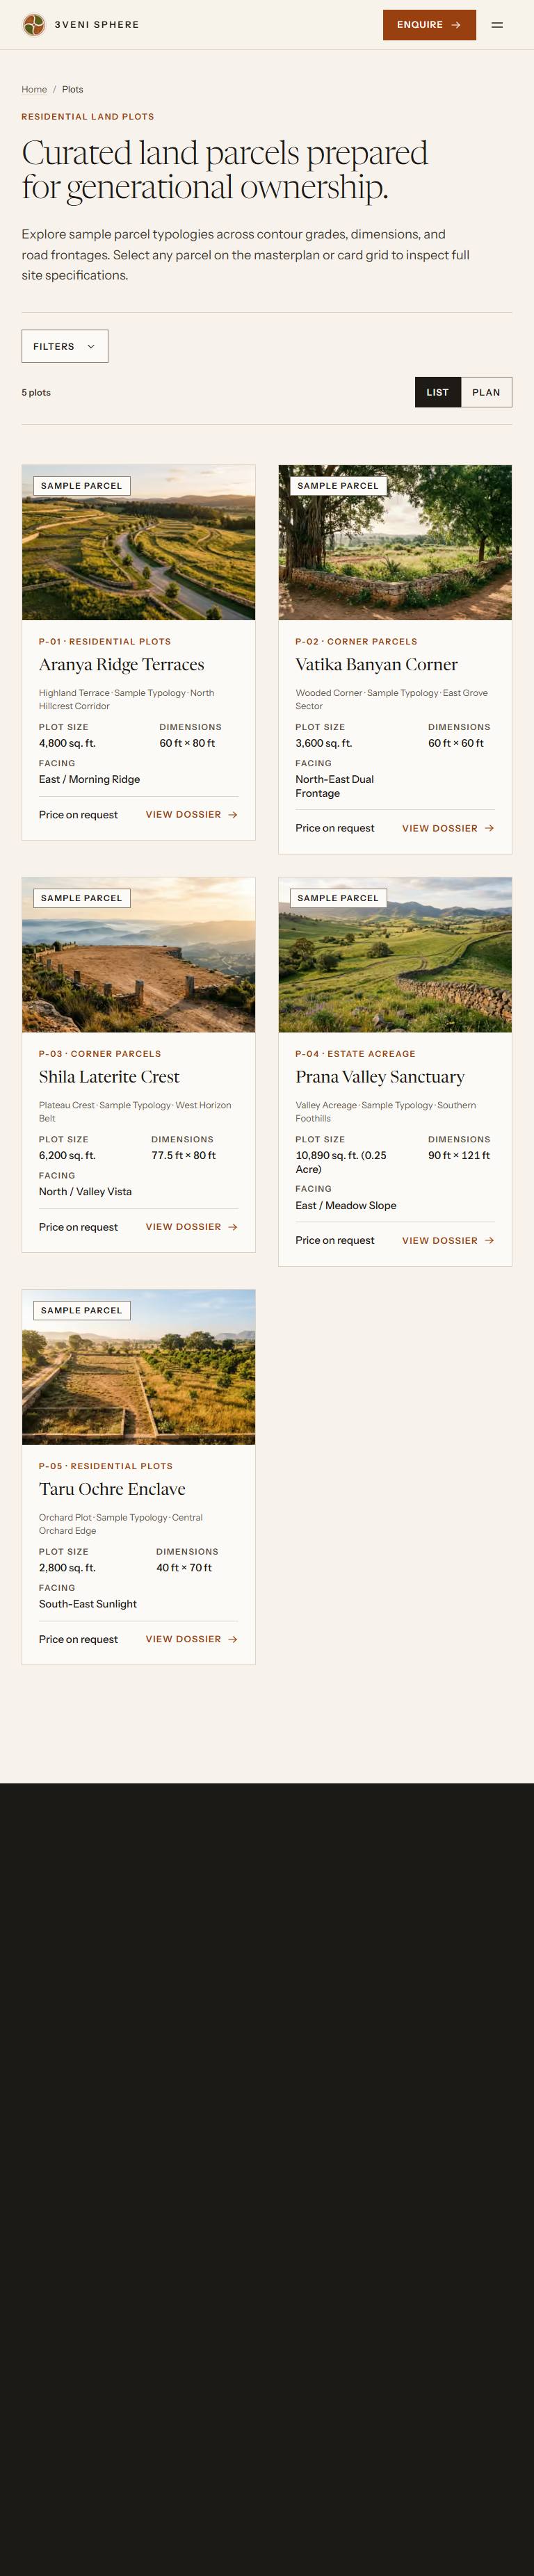 3VENI SPHERE
ENQUIRE →
Home / Plots
RESIDENTIAL LAND PLOTS
Curated land parcels prepared
for generational ownership.
Explore sample parcel typologies across contour grades, dimensions, and
road frontages. Select any parcel on the masterplan or card grid to inspect full
site specifications.
FILTERS
5 plots
LIST
PLAN
SAMPLE PARCEL
P-01 · RESIDENTIAL PLOTS
Aranya Ridge Terraces
Highland Terrace · Sample Typology · North
Hillcrest Corridor
PLOT SIZE
DIMENSIONS
4,800 sq. ft.
60 ft × 80 ft
FACING
East / Morning Ridge
Price on request
VIEW DOSSIER →
SAMPLE PARCEL
P-02 · CORNER PARCELS
Vatika Banyan Corner
Wooded Corner · Sample Typology · East Grove
Sector
PLOT SIZE
DIMENSIONS
3,600 sq. ft.
60 ft × 60 ft
FACING
North-East Dual
Frontage
Price on request
VIEW DOSSIER →
SAMPLE PARCEL
P-03 · CORNER PARCELS
Shila Laterite Crest
Plateau Crest · Sample Typology · West Horizon
Belt
PLOT SIZE
DIMENSIONS
6,200 sq. ft.
77.5 ft × 80 ft
FACING
North / Valley Vista
Price on request
VIEW DOSSIER →
SAMPLE PARCEL
P-04 · ESTATE ACREAGE
Prana Valley Sanctuary
Valley Acreage · Sample Typology · Southern
Foothills
PLOT SIZE
DIMENSIONS
10,890 sq. ft. (0.25
Acre)
90 ft × 121 ft
FACING
East / Meadow Slope
Price on request
VIEW DOSSIER →
SAMPLE PARCEL
P-05 · RESIDENTIAL PLOTS
Taru Ochre Enclave
Orchard Plot · Sample Typology · Central
Orchard Edge
PLOT SIZE
DIMENSIONS
2,800 sq. ft.
40 ft × 70 ft
FACING
South-East Sunlight
Price on request
VIEW DOSSIER →